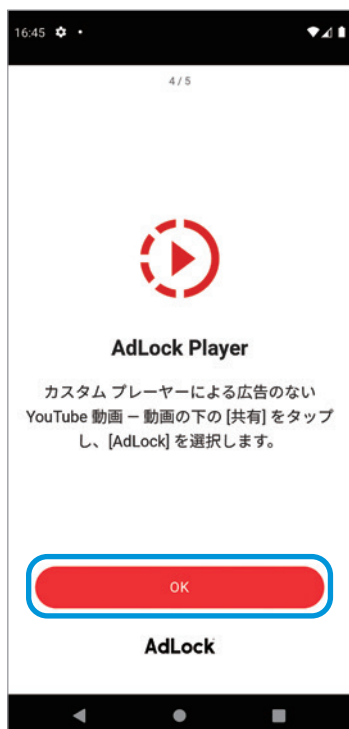 16:45
4 / 5
AdLock Player
カスタム プレーヤーによる広告のない
YouTube 動画 – 動画の下の [共有] をタップ
し、[AdLock] を選択します。
OK
AdLock